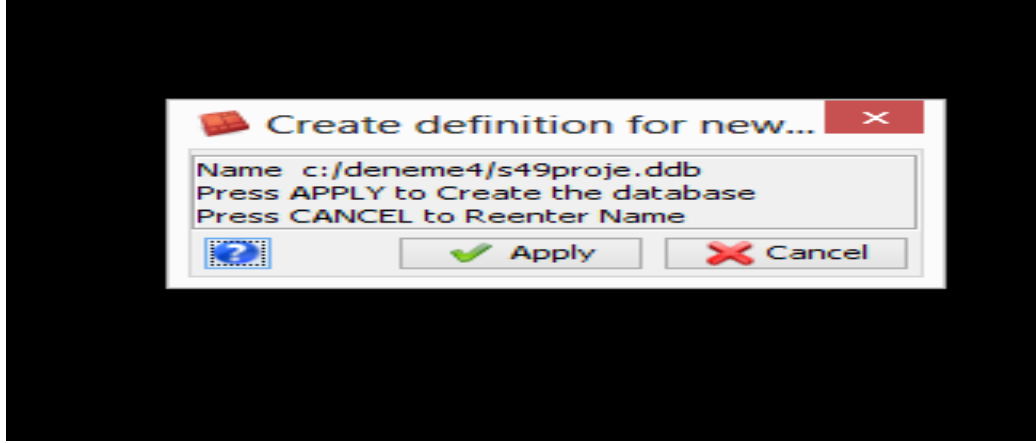 Create definition for new...
Name c:/deneme4/s49proje.ddb
Press APPLY to Create the database
Press CANCEL to Reenter Name
? Apply Cancel